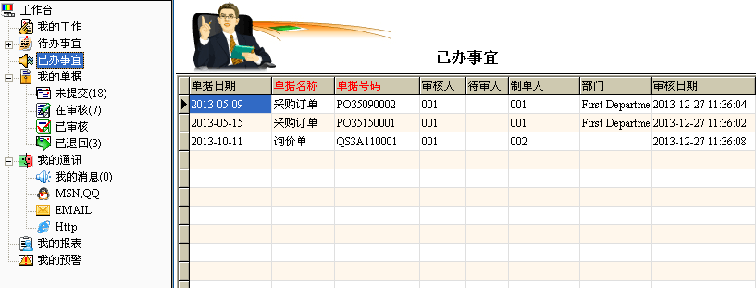 工作台
我的工作
待办事宜
已办事宜
我的单据
未提交(18)
在审核(7)
已审核
已退回(3)
我的通讯
我的消息(0)
MSN,QQ
EMAIL
Http
我的报表
我的预警
已办事宜
单据日期 单据名称 单据号码 审核人 待审人 制单人 部门 审核日期
2013-05-09 采购订单 PO35090002 001 001 First Departme 2013-12-27 11:36:04
2013-05-15 采购订单 PO35150001 001 001 First Departme 2013-12-27 11:36:02
2013-10-11 询价单 QS3A110001 001 002 2013-12-27 11:36:08